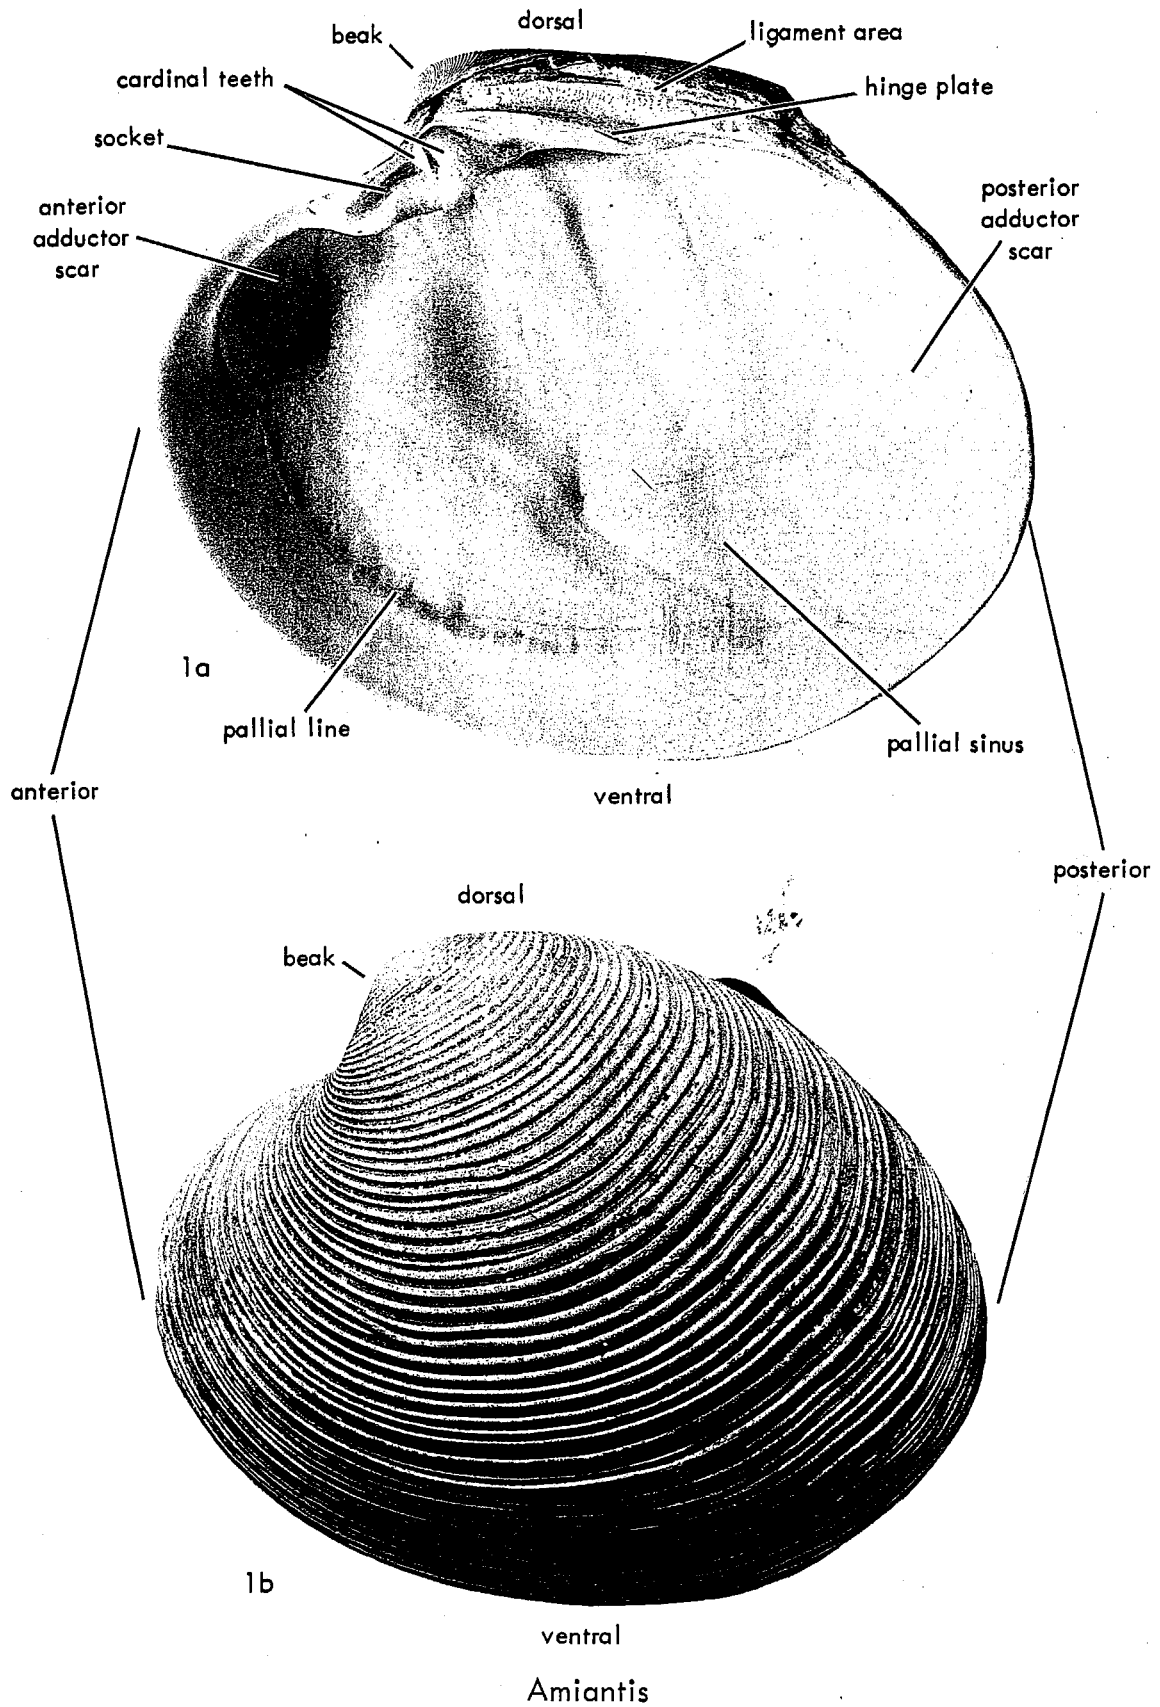 dorsal
beak
ligament area
cardinal teeth
hinge plate
socket
posterior
adductor
scar
anterior
adductor
scar
1a
pallial line
pallial sinus
anterior
ventral
posterior
dorsal
beak
1b
ventral
Amiantis